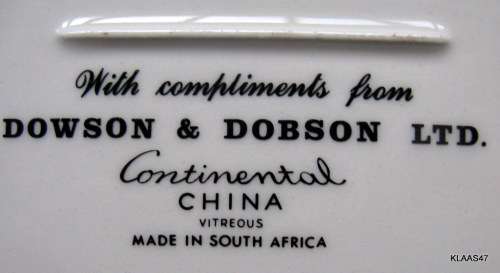 With compliments from
DOWSON & DOBSON LTD.
Continental
CHINA
VITREOUS
MADE IN SOUTH AFRICA
KLAAS47